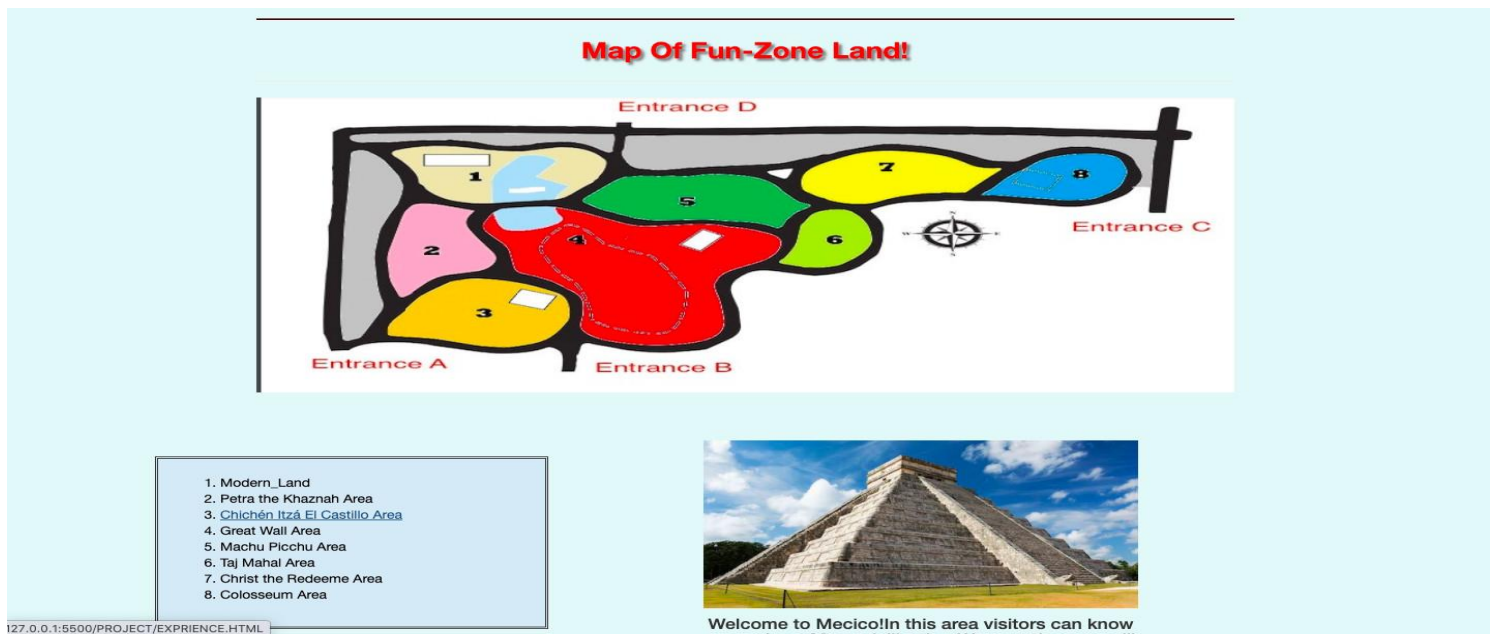 Map Of Fun-Zone Land!
Entrance D
1
7
8
5
Entrance C
N
W
E
S
2
4
6
3
Entrance A
Entrance B
1. Modern_Land
2. Petra the Khaznah Area
3. Chichén Itzá El Castillo Area
4. Great Wall Area
5. Machu Picchu Area
6. Taj Mahal Area
7. Christ the Redeeme Area
8. Colosseum Area
Welcome to Mecico!In this area visitors can know
127.0.0.1:5500/PROJECT/EXPRIENCE.HTML